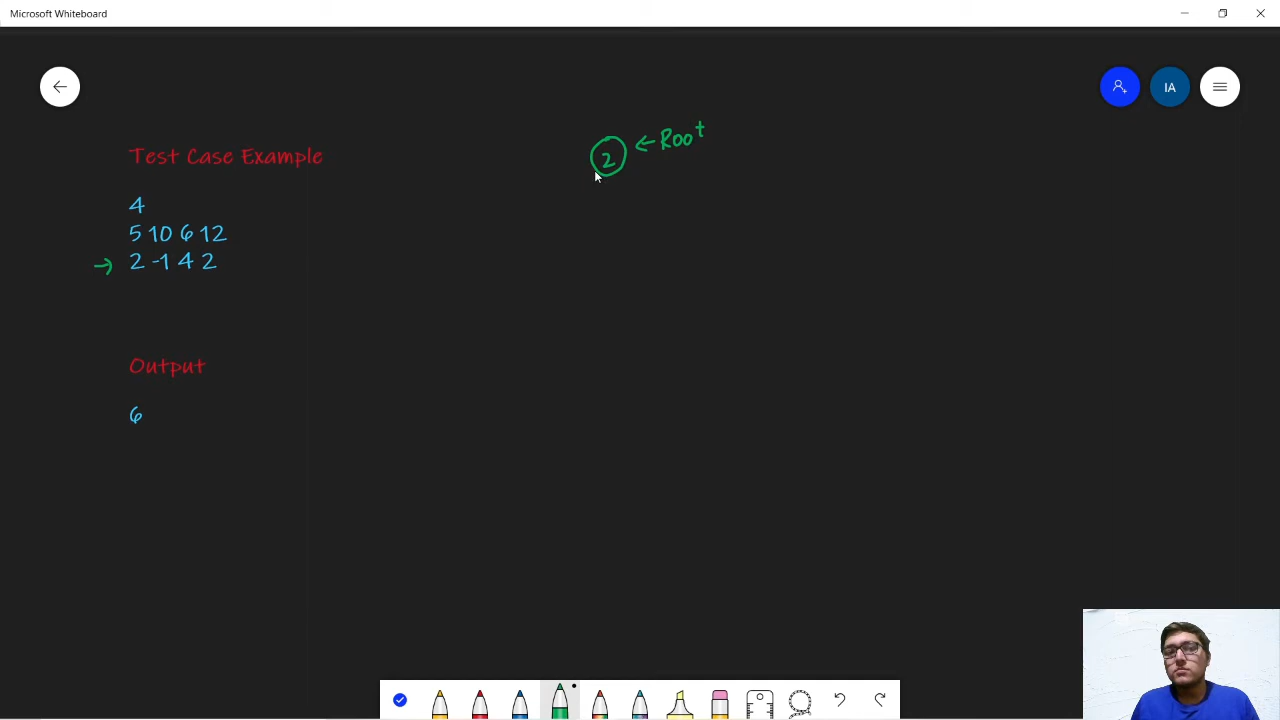 Microsoft Whiteboard
IA
2 ← Root
Test Case Example
4
5 10 6 12
→ 2 -1 4 2
Output
6